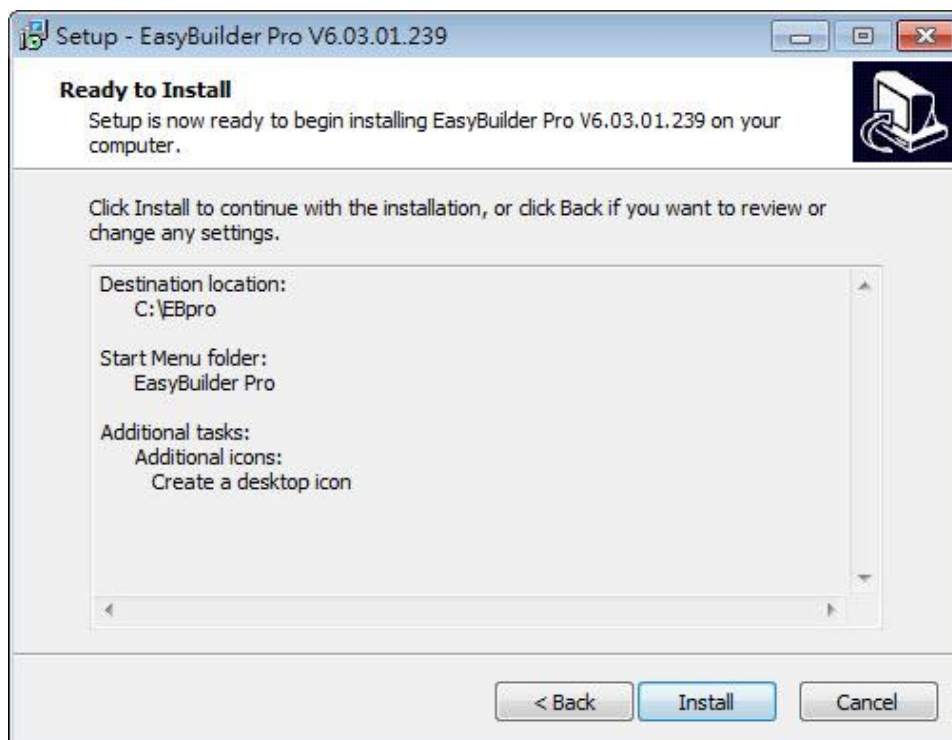 Setup - EasyBuilder Pro V6.03.01.239
Ready to Install
Setup is now ready to begin installing EasyBuilder Pro V6.03.01.239 on your
computer.
Click Install to continue with the installation, or click Back if you want to review or
change any settings.
Destination location:
C:\EBpro
Start Menu folder:
EasyBuilder Pro
Additional tasks:
Additional icons:
Create a desktop icon
< Back
Install
Cancel